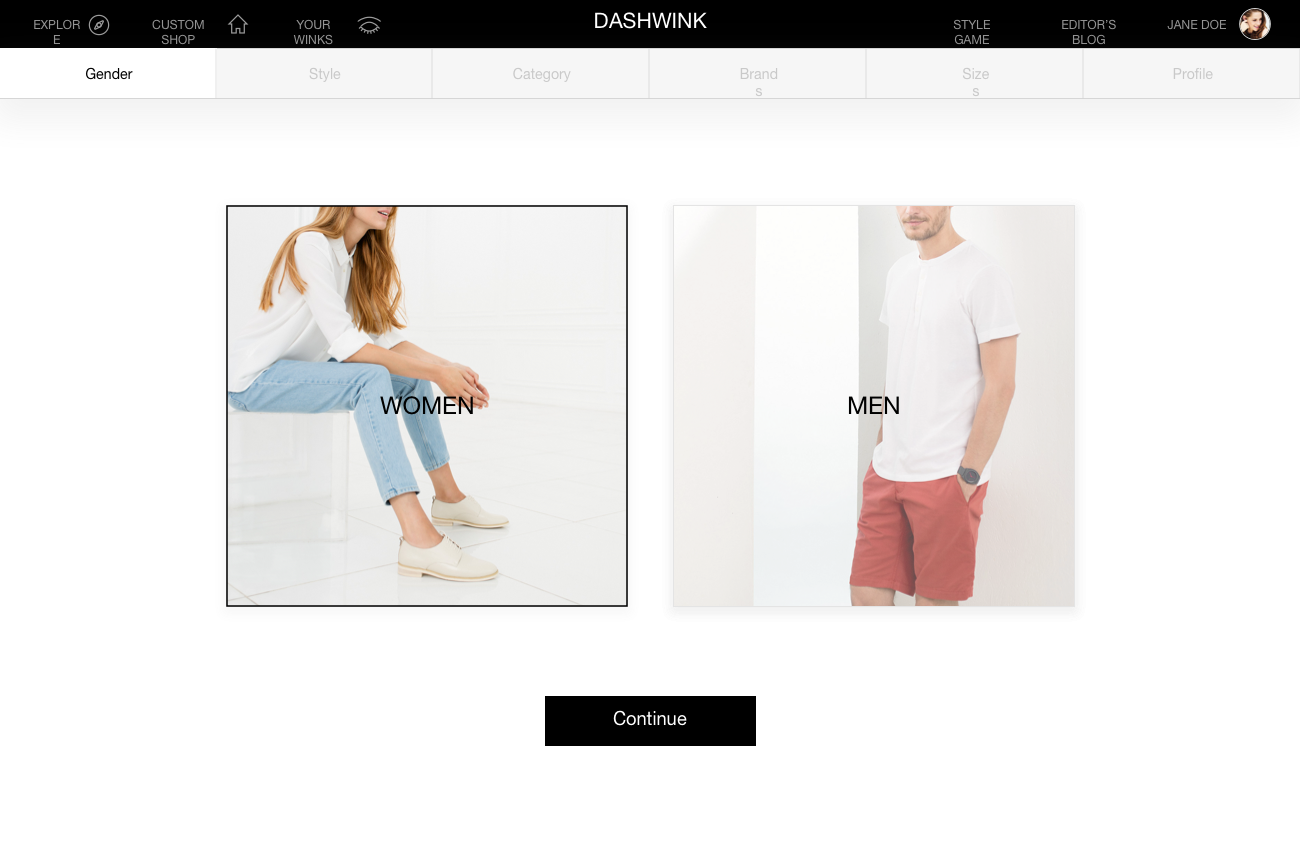 EXPLOR
E
CUSTOM
SHOP
YOUR
WINKS
DASHWINK
STYLE
GAME
EDITOR'S
BLOG
JANE DOE
Gender
Style
Category
Brand
s
Size
s
Profile
WOMEN
MEN
Continue